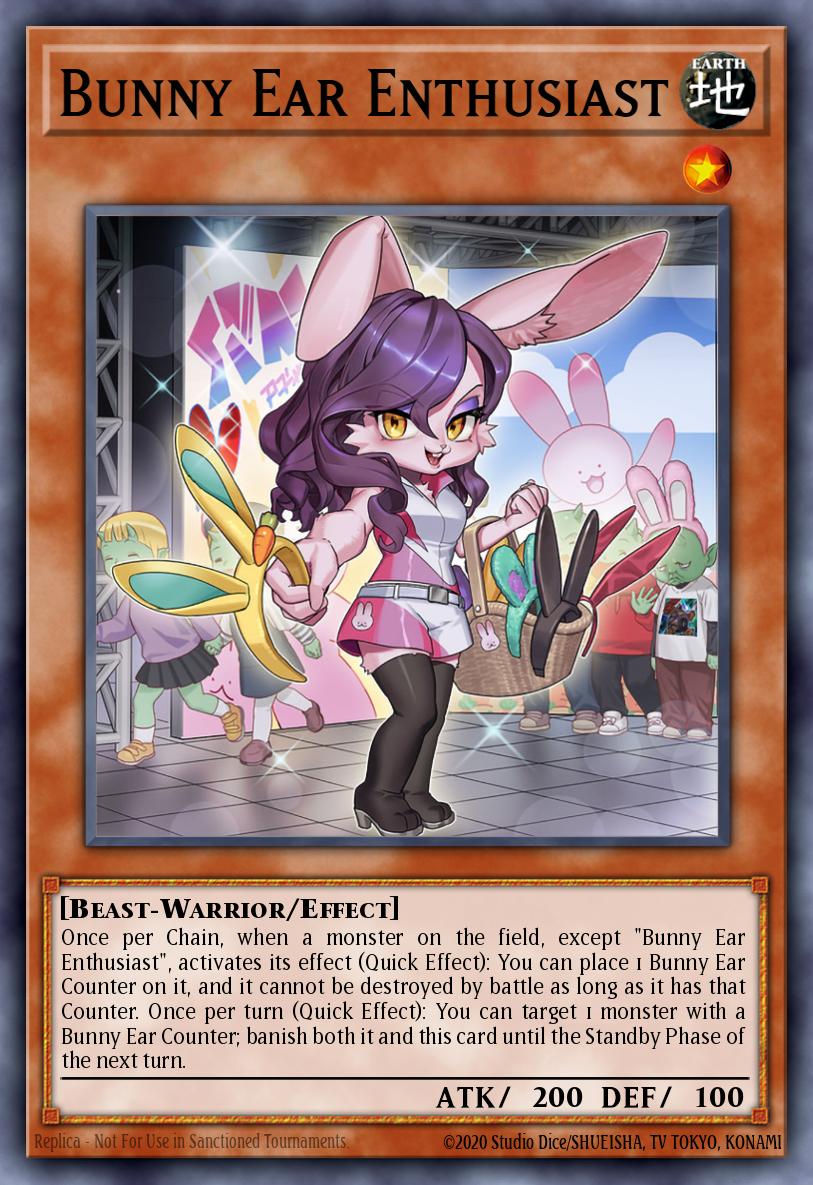 BUNNY EAR ENTHUSIAST
EARTH
地
FUN
[BEAST-WARRIOR/EFFECT]
Once per Chain, when a monster on the field, except "Bunny Ear
Enthusiast", activates its effect (Quick Effect): You can place 1 Bunny Ear
Counter on it, and it cannot be destroyed by battle as long as it has that
Counter. Once per turn (Quick Effect): You can target 1 monster with a
Bunny Ear Counter; banish both it and this card until the Standby Phase of
the next turn.
ATK/ 200 DEF/ 100
Replica - Not For Use in Sanctioned Tournaments.
©2020 Studio Dice/SHUEISHA, TV TOKYO, KONAMI